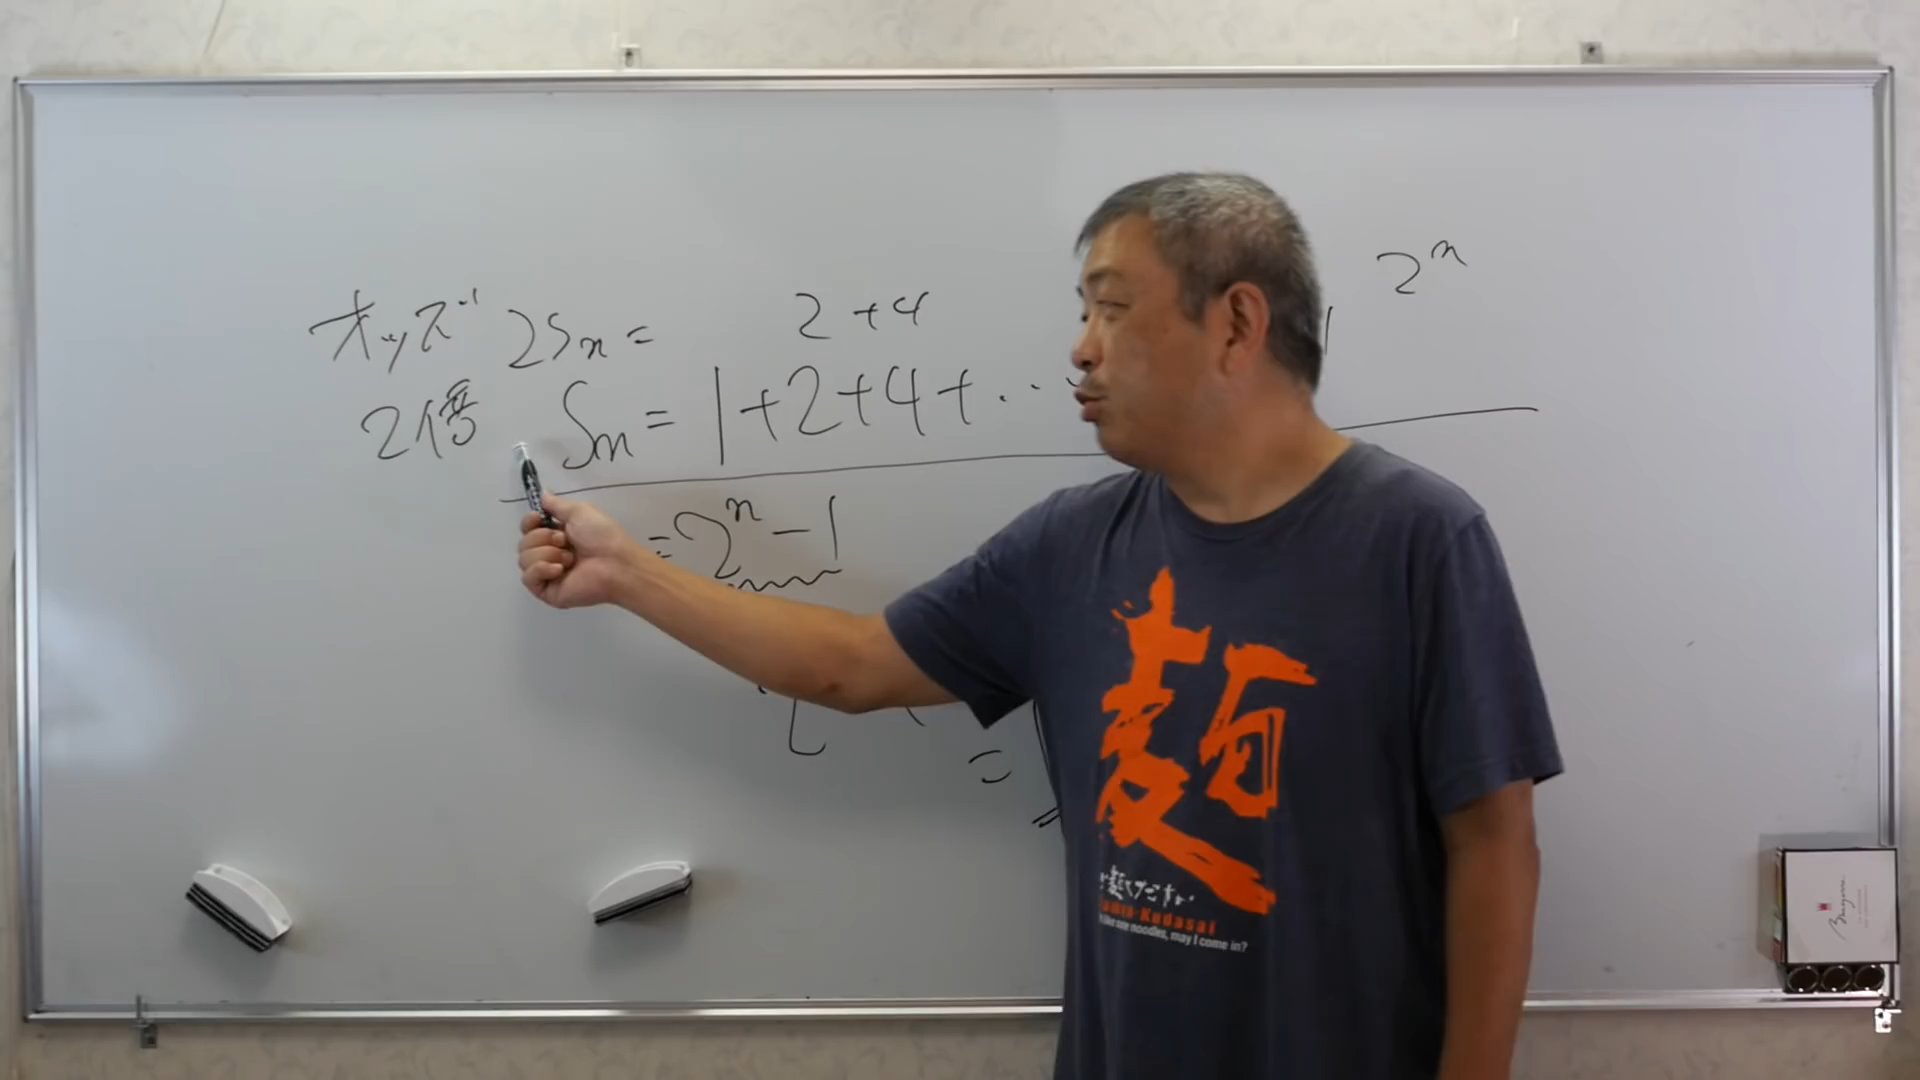 オッズ 2Sn = 2 + 4 2^n
2倍 Sn = 1 + 2 + 4 + ...
= 2^n - 1
=
麺
Kudasai
noodles, may I come in?